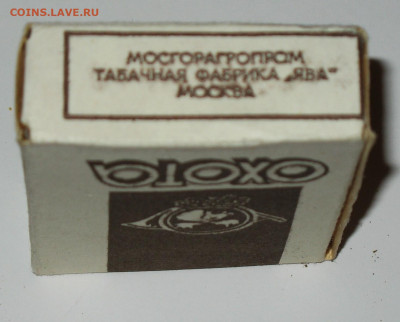 COINS.LAVE.RU
МОСГОРАГРОПРОМ
ТАБАЧНАЯ ФАБРИКА „ЯВА"
МОСКВА
ОХОТА